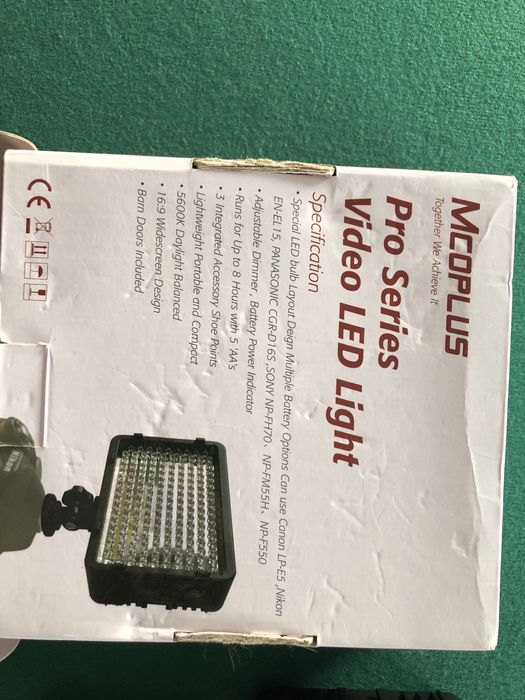 MCOPLUS
Together We Achieve It
Pro Series
Video LED Light
Specification
• Special LED bulb Layout Deign Multiple Battery Options Can use Canon LP-E5 ,Nikon
EN-EL15, PANASONIC CGR-D16S ,SONY NP-FH70、NP-FM55H、NP-F550
• Adjustable Dimmer , Battery Power Indicator
• Runs for Up to 8 Hours with 5 'AA's
• 3 Integrated Accessory Shoe Points
• Lightweight Portable and Compact
• 5600K Daylight Balanced
• 16:9 Widescreen Design
• Barn Doors Included
CE